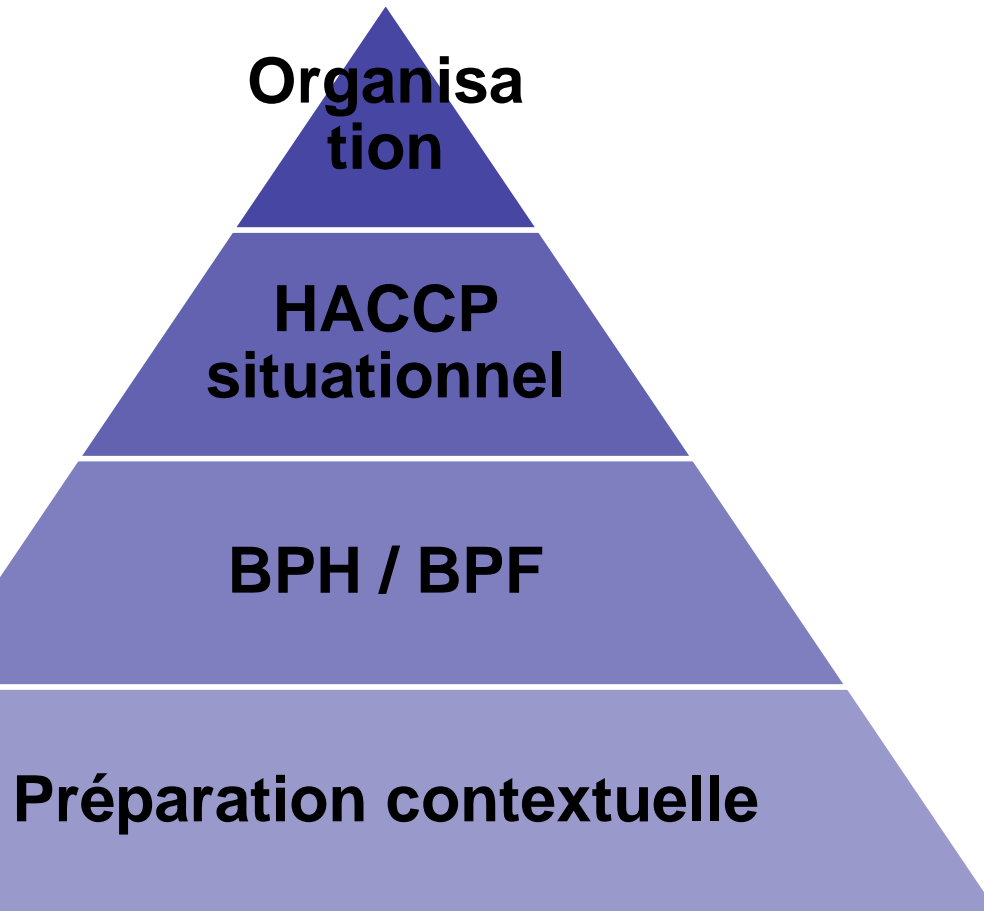 Organisa
tion
HACCP
situationnel
BPH / BPF
Préparation contextuelle